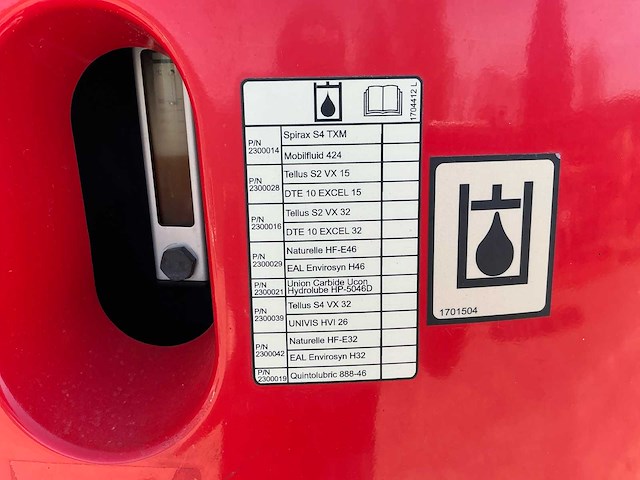 1704412 L
P/N 2300014
Spirax S4 TXM
Mobilfluid 424
P/N 2300028
Tellus S2 VX 15
DTE 10 EXCEL 15
P/N 2300016
Tellus S2 VX 32
DTE 10 EXCEL 32
P/N 2300029
Naturelle HF-E46
EAL Envirosyn H46
P/N 2300021
Union Carbide Ucon
Hydrolube HP-5046D
P/N 2300039
Tellus S4 VX 32
UNIVIS HVI 26
P/N 2300042
Naturelle HF-E32
EAL Envirosyn H32
P/N 2300019
Quintolubric 888-46
1701504